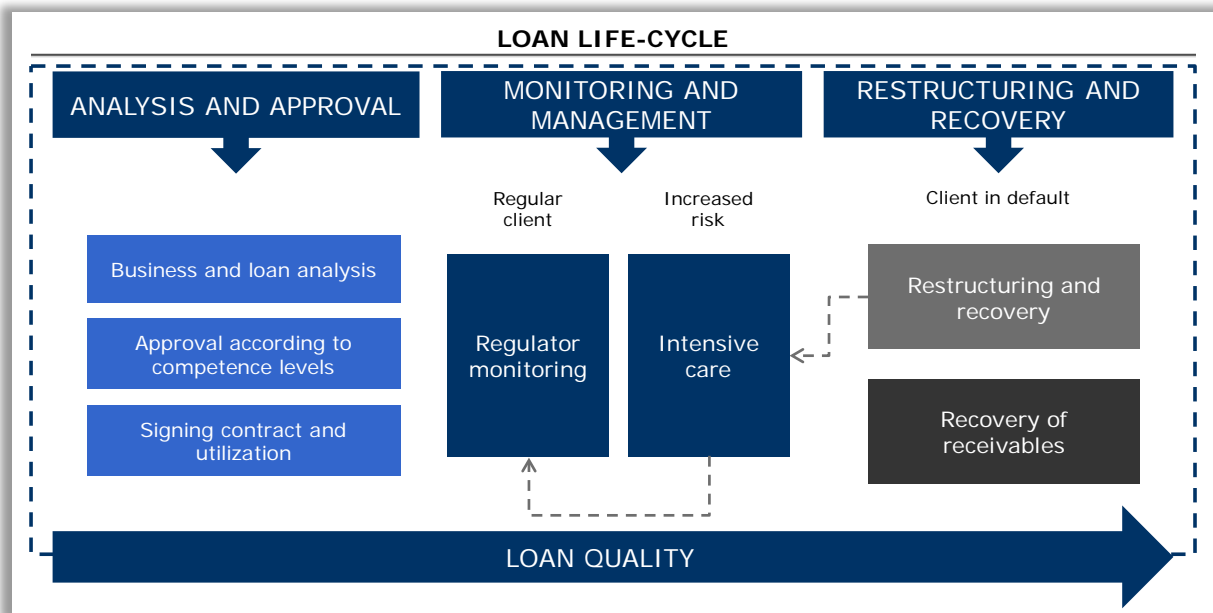 LOAN LIFE-CYCLE
ANALYSIS AND APPROVAL
MONITORING AND
MANAGEMENT
RESTRUCTURING AND
RECOVERY
Regular
client
Increased
risk
Client in default
Business and loan analysis
Approval according to
competence levels
Signing contract and
utilization
Regulator
monitoring
Intensive
care
Restructuring and
recovery
Recovery of
receivables
LOAN QUALITY